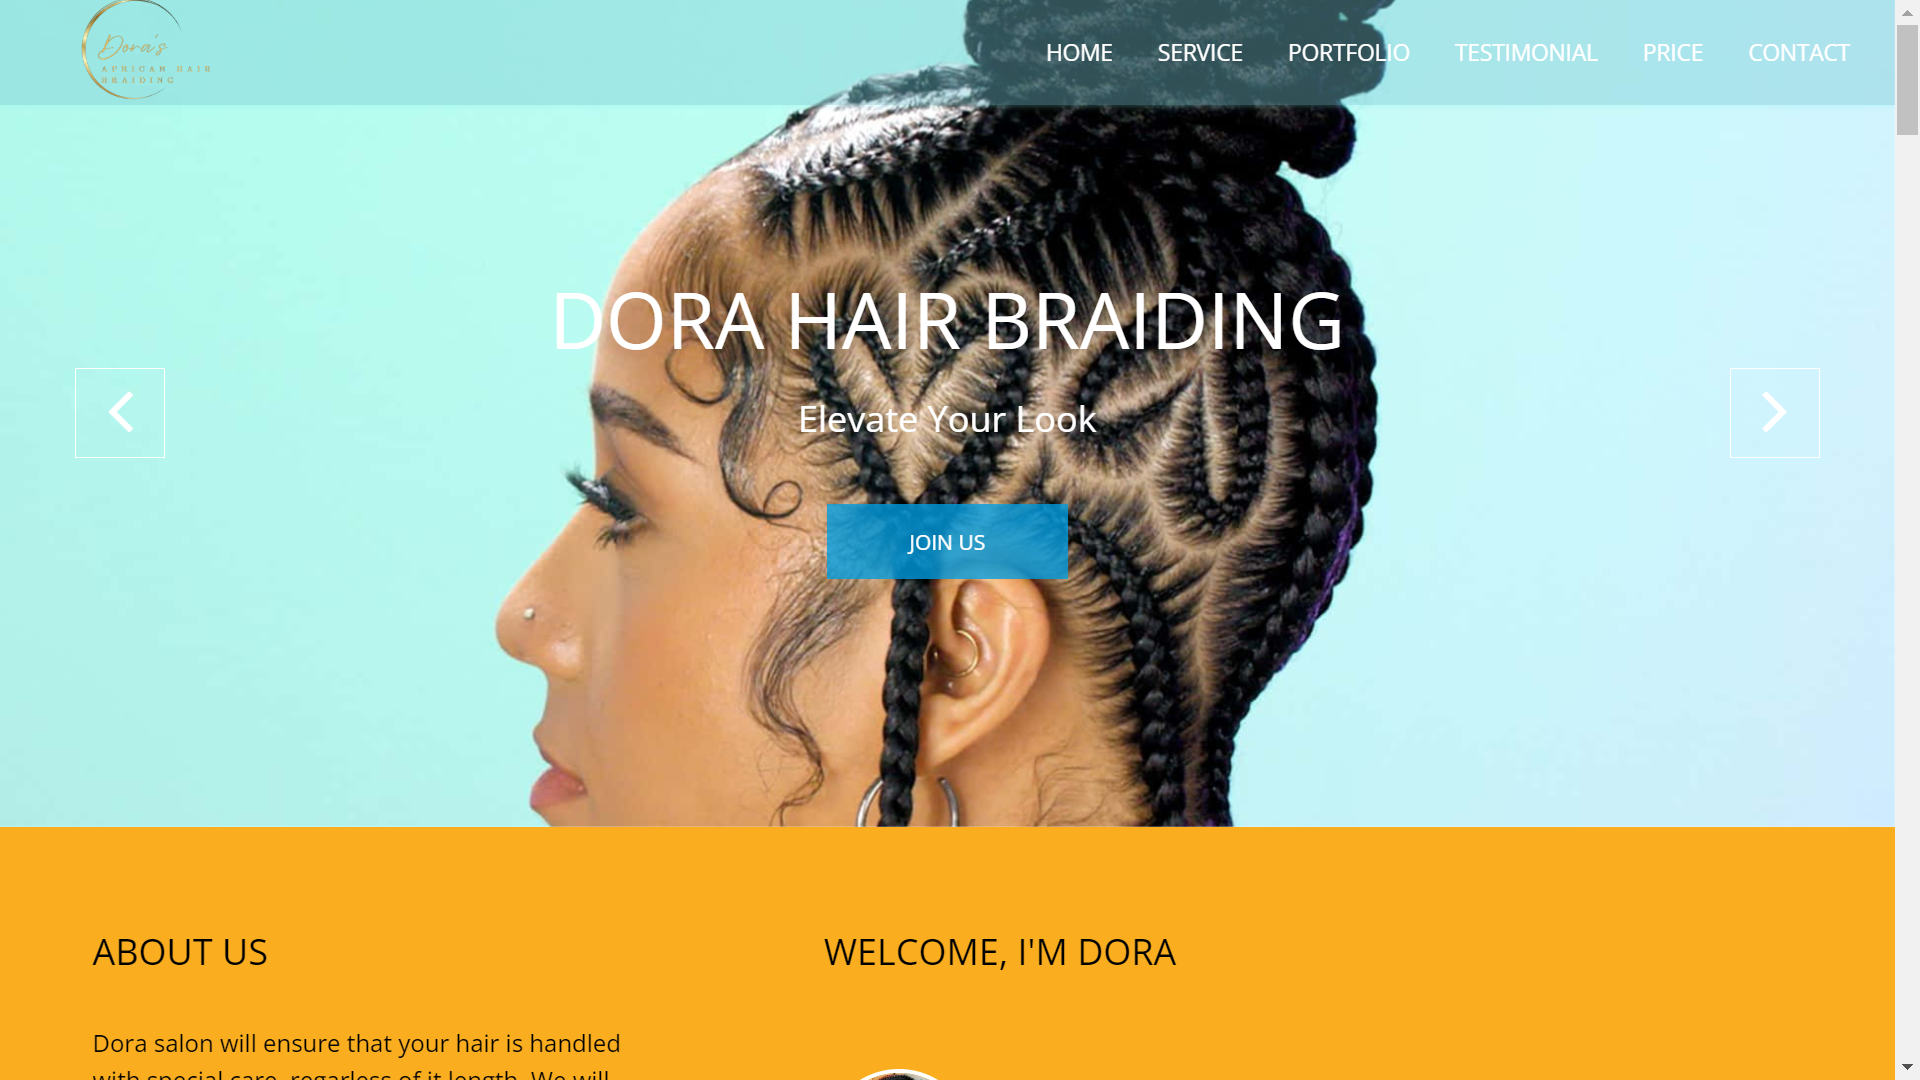 Dora's
AFRICAN HAIR
BRAIDING
HOME SERVICE PORTFOLIO TESTIMONIAL PRICE CONTACT
DORA HAIR BRAIDING
Elevate Your Look
JOIN US
ABOUT US
WELCOME, I'M DORA
Dora salon will ensure that your hair is handled
with special care, regarless of it length. We will